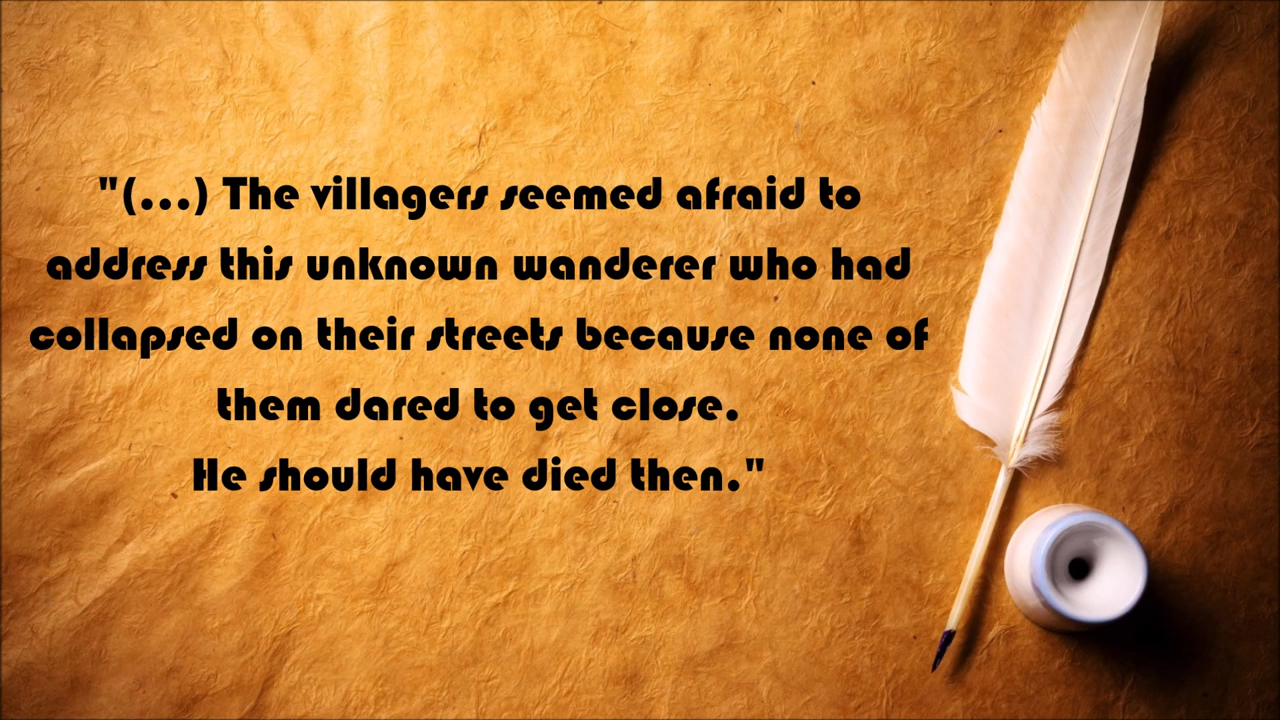 "(...) The villagers seemed afraid to
address this unknown wanderer who had
collapsed on their streets because none of
them dared to get close.
He should have died then."